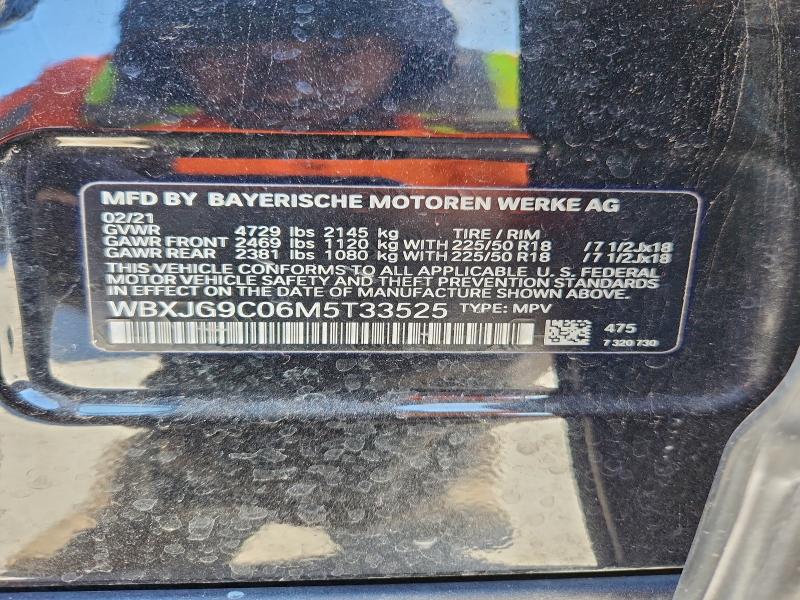 MFD BY BAYERISCHE MOTOREN WERKE AG
02/21
GVWR 4729 lbs 2145 kg TIRE / RIM
GAWR FRONT 2469 lbs 1120 kg WITH 225/50 R18 /7 1/2Jx18
GAWR REAR 2381 lbs 1080 kg WITH 225/50 R18 /7 1/2Jx18
THIS VEHICLE CONFORMS TO ALL APPLICABLE U. S. FEDERAL
MOTOR VEHICLE SAFETY AND THEFT PREVENTION STANDARDS
IN EFFECT ON THE DATE OF MANUFACTURE SHOWN ABOVE.
WBXJG9C06M5T33525 TYPE: MPV
475
7 320 730